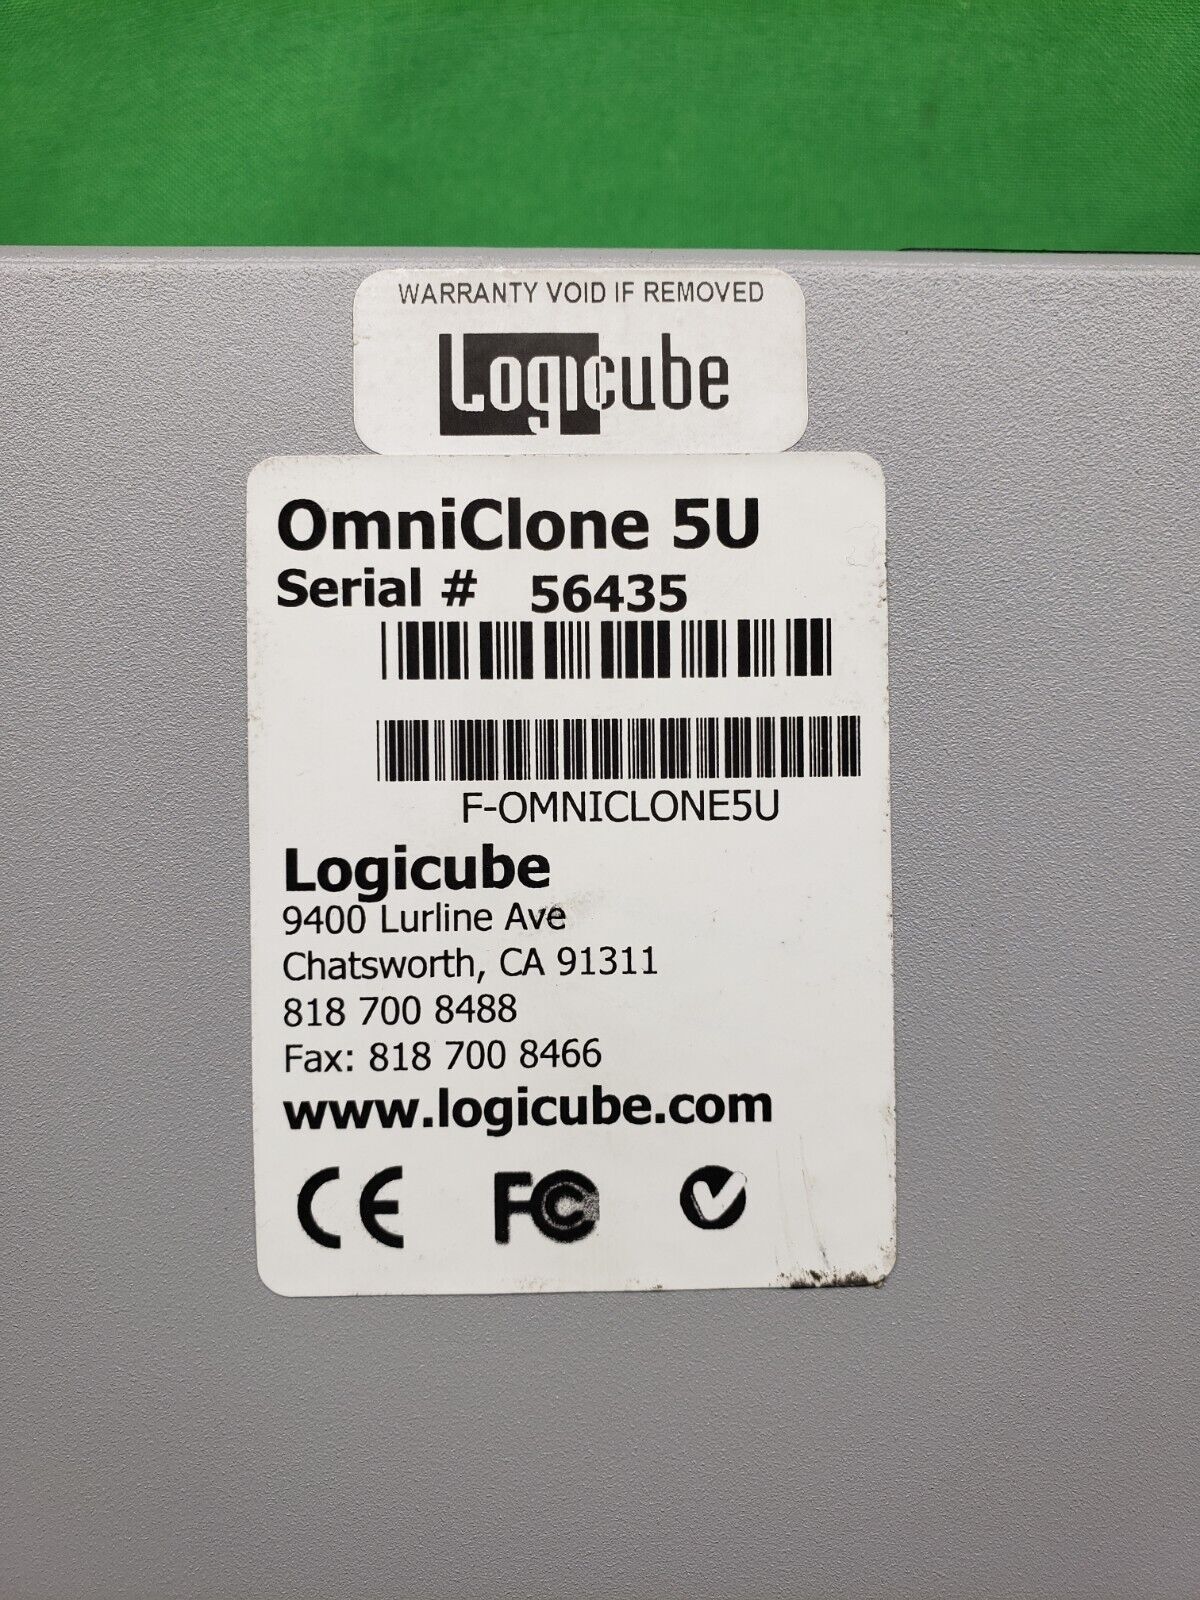 WARRANTY VOID IF REMOVED
Logicube
OmniClone 5U
Serial # 56435
F-OMNICLONE5U
Logicube
9400 Lurline Ave
Chatsworth, CA 91311
818 700 8488
Fax: 818 700 8466
www.logicube.com
CE FC